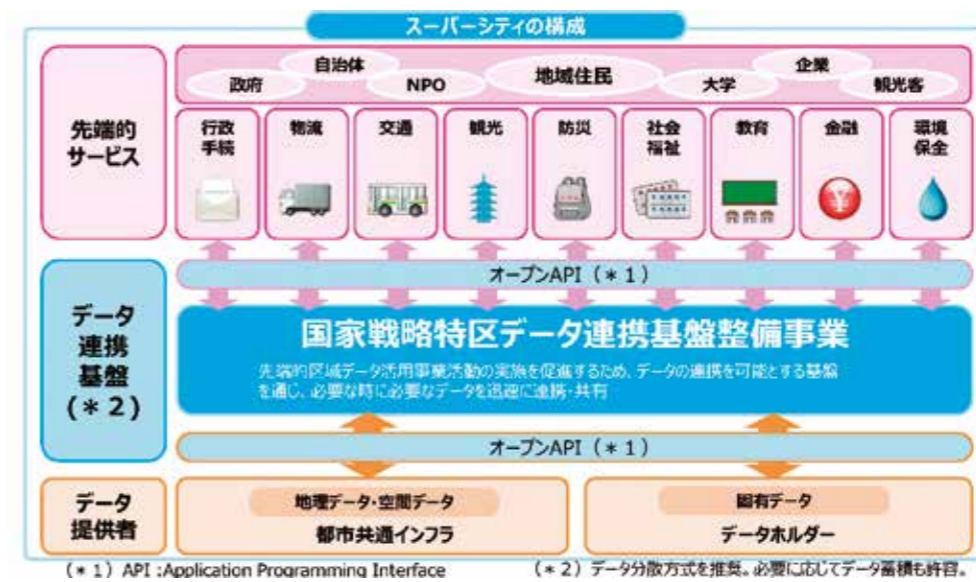 スーパーシティの構成
先端的
サービス
政府
自治体
NPO
地域住民
大学
企業
観光客
行政
手続
物流
交通
観光
防災
社会
福祉
教育
金融
環境
保全
オープンAPI(*1)
データ
連携
基盤
(*2)
国家戦略特区データ連携基盤整備事業
先端的区域データ活用事業活動の実施を促進するため、データの連携を可能とする基盤
を通じ、必要な時に必要なデータを迅速に連携・共有
オープンAPI(*1)
データ
提供者
地理データ・空間データ
都市共通インフラ
固有データ
データホルダー
(*1) API :Application Programming Interface
(*2) データ分散方式を推奨。必要に応じてデータ蓄積も許容。